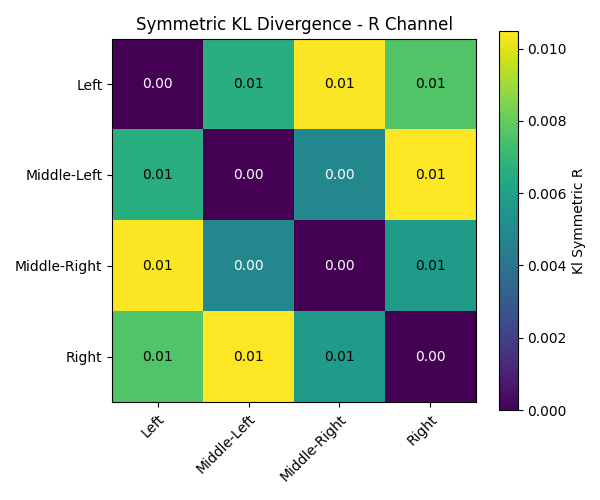 Symmetric KL Divergence - R Channel
Left 0.00 0.01 0.01 0.01
Middle-Left 0.01 0.00 0.00 0.01
Middle-Right 0.01 0.00 0.00 0.01
Right 0.01 0.01 0.01 0.00
Left Middle-Left Middle-Right Right
0.010
0.008
0.006
0.004
0.002
0.000
Kl Symmetric R